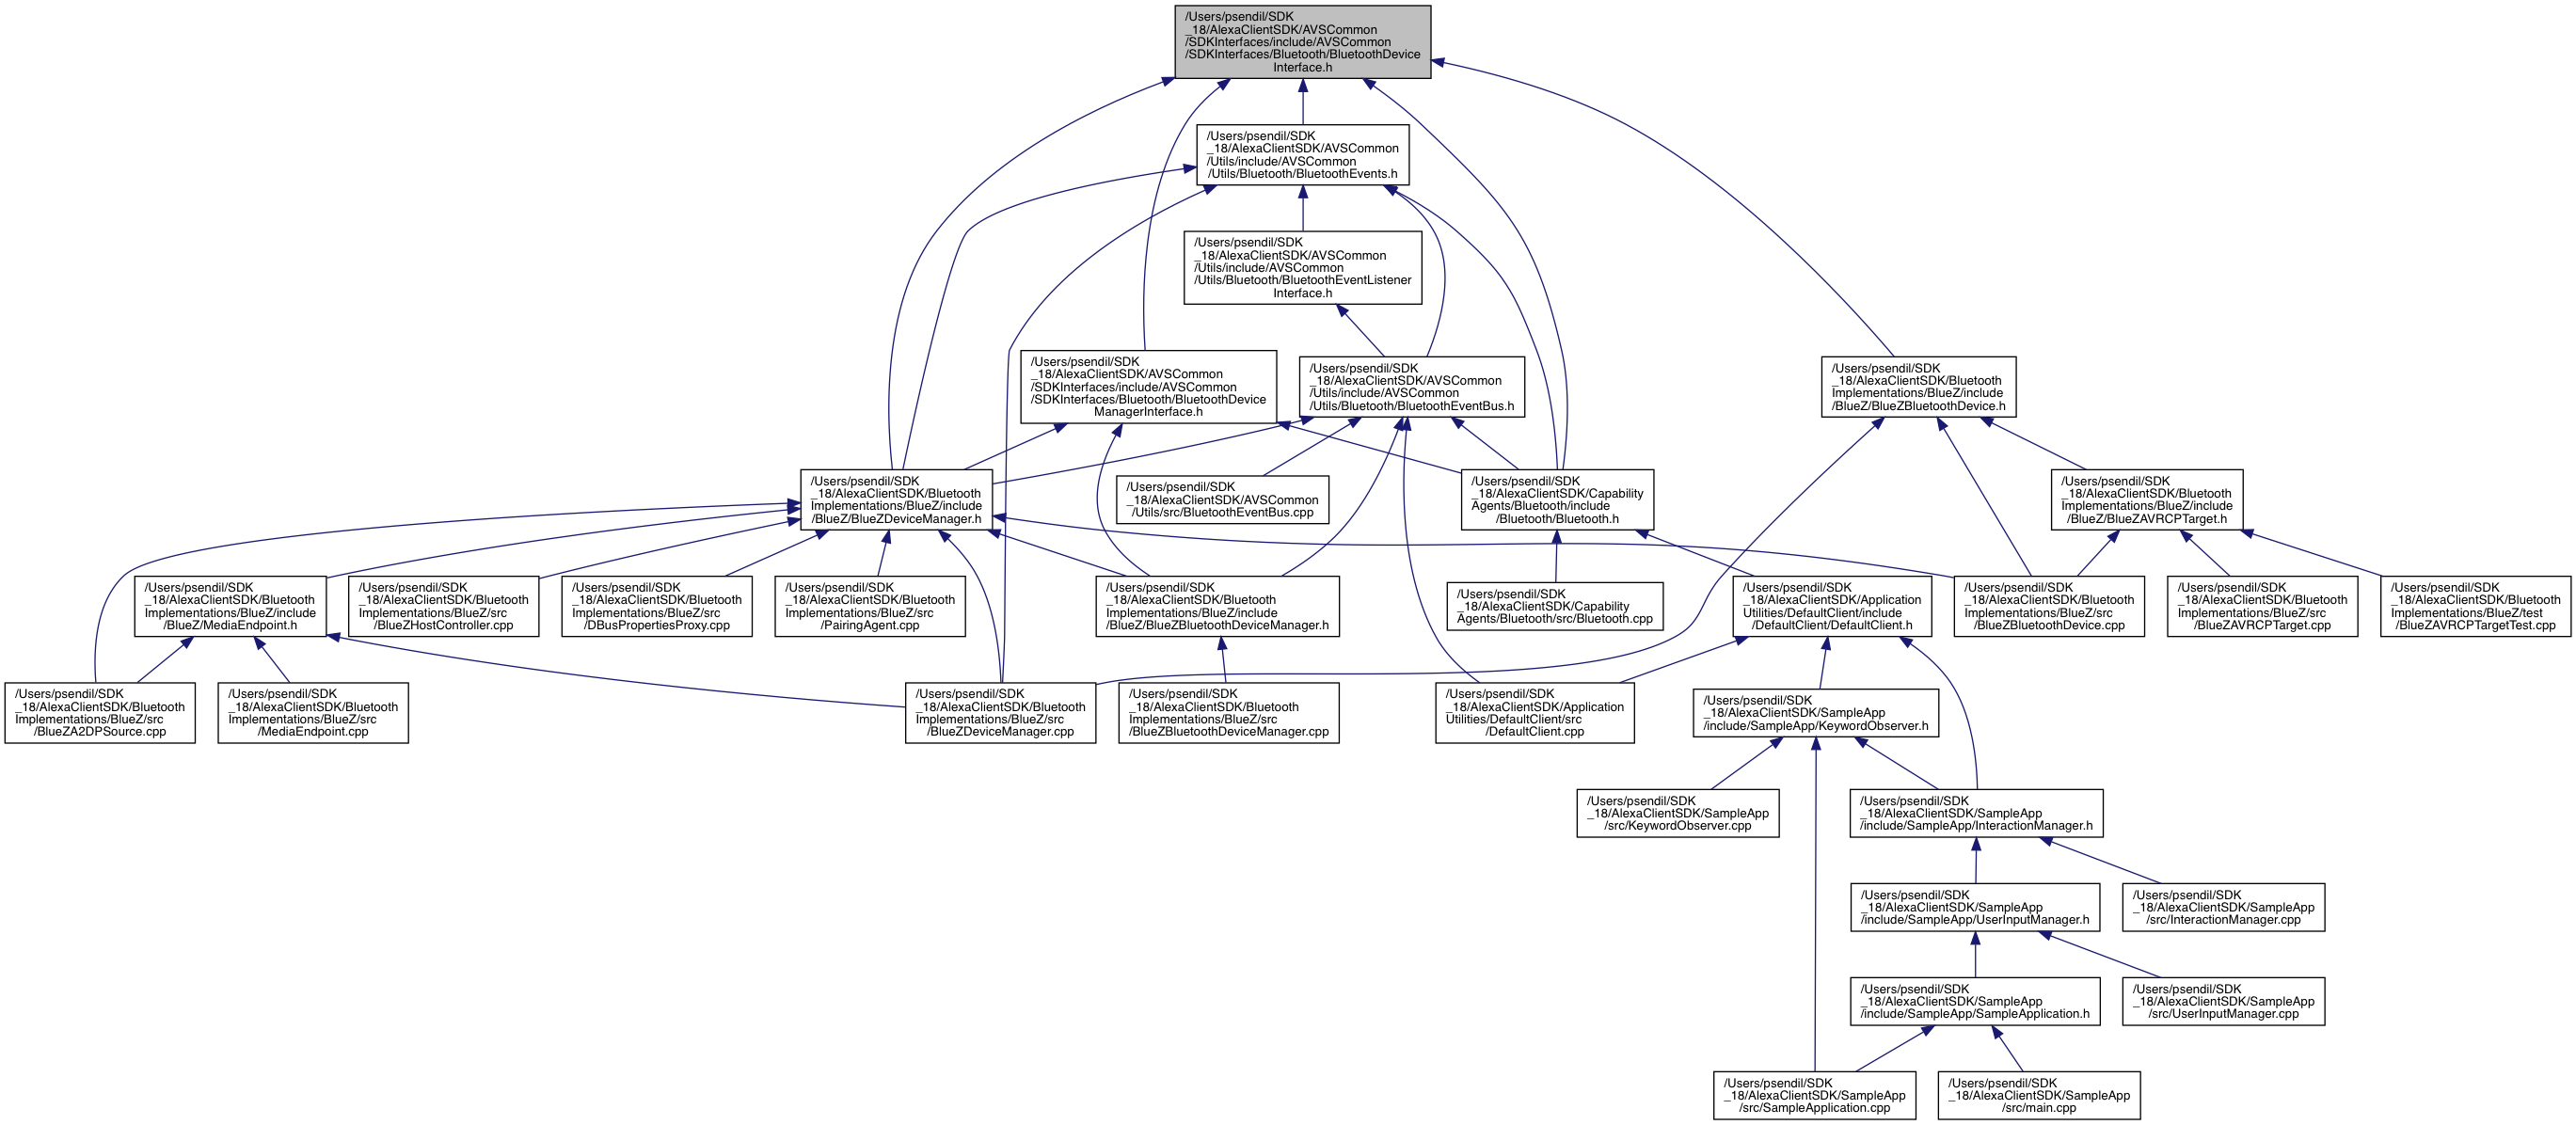 /Users/psendil/SDK
_18/AlexaClientSDK/AVSCommon
/SDKInterfaces/include/AVSCommon
/SDKInterfaces/Bluetooth/BluetoothDevice
Interface.h
/Users/psendil/SDK
_18/AlexaClientSDK/AVSCommon
/Utils/include/AVSCommon
/Utils/Bluetooth/BluetoothEvents.h
/Users/psendil/SDK
_18/AlexaClientSDK/AVSCommon
/Utils/include/AVSCommon
/Utils/Bluetooth/BluetoothEventListener
Interface.h
/Users/psendil/SDK
_18/AlexaClientSDK/AVSCommon
/SDKInterfaces/include/AVSCommon
/SDKInterfaces/Bluetooth/BluetoothDevice
ManagerInterface.h
/Users/psendil/SDK
_18/AlexaClientSDK/AVSCommon
/Utils/include/AVSCommon
/Utils/Bluetooth/BluetoothEventBus.h
/Users/psendil/SDK
_18/AlexaClientSDK/Bluetooth
Implementations/BlueZ/include
/BlueZ/BlueZBluetoothDevice.h
/Users/psendil/SDK
_18/AlexaClientSDK/Bluetooth
Implementations/BlueZ/include
/BlueZ/BlueZDeviceManager.h
/Users/psendil/SDK
_18/AlexaClientSDK/AVSCommon
/Utils/src/BluetoothEventBus.cpp
/Users/psendil/SDK
_18/AlexaClientSDK/Capability
Agents/Bluetooth/include
/Bluetooth/Bluetooth.h
/Users/psendil/SDK
_18/AlexaClientSDK/Bluetooth
Implementations/BlueZ/include
/BlueZ/BlueZAVRCPTarget.h
/Users/psendil/SDK
_18/AlexaClientSDK/Bluetooth
Implementations/BlueZ/include
/BlueZ/MediaEndpoint.h
/Users/psendil/SDK
_18/AlexaClientSDK/Bluetooth
Implementations/BlueZ/src
/BlueZHostController.cpp
/Users/psendil/SDK
_18/AlexaClientSDK/Bluetooth
Implementations/BlueZ/src
/DBusPropertiesProxy.cpp
/Users/psendil/SDK
_18/AlexaClientSDK/Bluetooth
Implementations/BlueZ/src
/PairingAgent.cpp
/Users/psendil/SDK
_18/AlexaClientSDK/Bluetooth
Implementations/BlueZ/include
/BlueZ/BlueZBluetoothDeviceManager.h
/Users/psendil/SDK
_18/AlexaClientSDK/Capability
Agents/Bluetooth/src/Bluetooth.cpp
/Users/psendil/SDK
_18/AlexaClientSDK/Application
Utilities/DefaultClient/include
/DefaultClient/DefaultClient.h
/Users/psendil/SDK
_18/AlexaClientSDK/Bluetooth
Implementations/BlueZ/src
/BlueZBluetoothDevice.cpp
/Users/psendil/SDK
_18/AlexaClientSDK/Bluetooth
Implementations/BlueZ/src
/BlueZAVRCPTarget.cpp
/Users/psendil/SDK
_18/AlexaClientSDK/Bluetooth
Implementations/BlueZ/test
/BlueZAVRCPTargetTest.cpp
/Users/psendil/SDK
_18/AlexaClientSDK/Bluetooth
Implementations/BlueZ/src
/BlueZA2DPSource.cpp
/Users/psendil/SDK
_18/AlexaClientSDK/Bluetooth
Implementations/BlueZ/src
/MediaEndpoint.cpp
/Users/psendil/SDK
_18/AlexaClientSDK/Bluetooth
Implementations/BlueZ/src
/BlueZDeviceManager.cpp
/Users/psendil/SDK
_18/AlexaClientSDK/Bluetooth
Implementations/BlueZ/src
/BlueZBluetoothDeviceManager.cpp
/Users/psendil/SDK
_18/AlexaClientSDK/Application
Utilities/DefaultClient/src
/DefaultClient.cpp
/Users/psendil/SDK
_18/AlexaClientSDK/SampleApp
/include/SampleApp/KeywordObserver.h
/Users/psendil/SDK
_18/AlexaClientSDK/SampleApp
/src/KeywordObserver.cpp
/Users/psendil/SDK
_18/AlexaClientSDK/SampleApp
/include/SampleApp/InteractionManager.h
/Users/psendil/SDK
_18/AlexaClientSDK/SampleApp
/include/SampleApp/UserInputManager.h
/Users/psendil/SDK
_18/AlexaClientSDK/SampleApp
/src/InteractionManager.cpp
/Users/psendil/SDK
_18/AlexaClientSDK/SampleApp
/include/SampleApp/SampleApplication.h
/Users/psendil/SDK
_18/AlexaClientSDK/SampleApp
/src/UserInputManager.cpp
/Users/psendil/SDK
_18/AlexaClientSDK/SampleApp
/src/SampleApplication.cpp
/Users/psendil/SDK
_18/AlexaClientSDK/SampleApp
/src/main.cpp